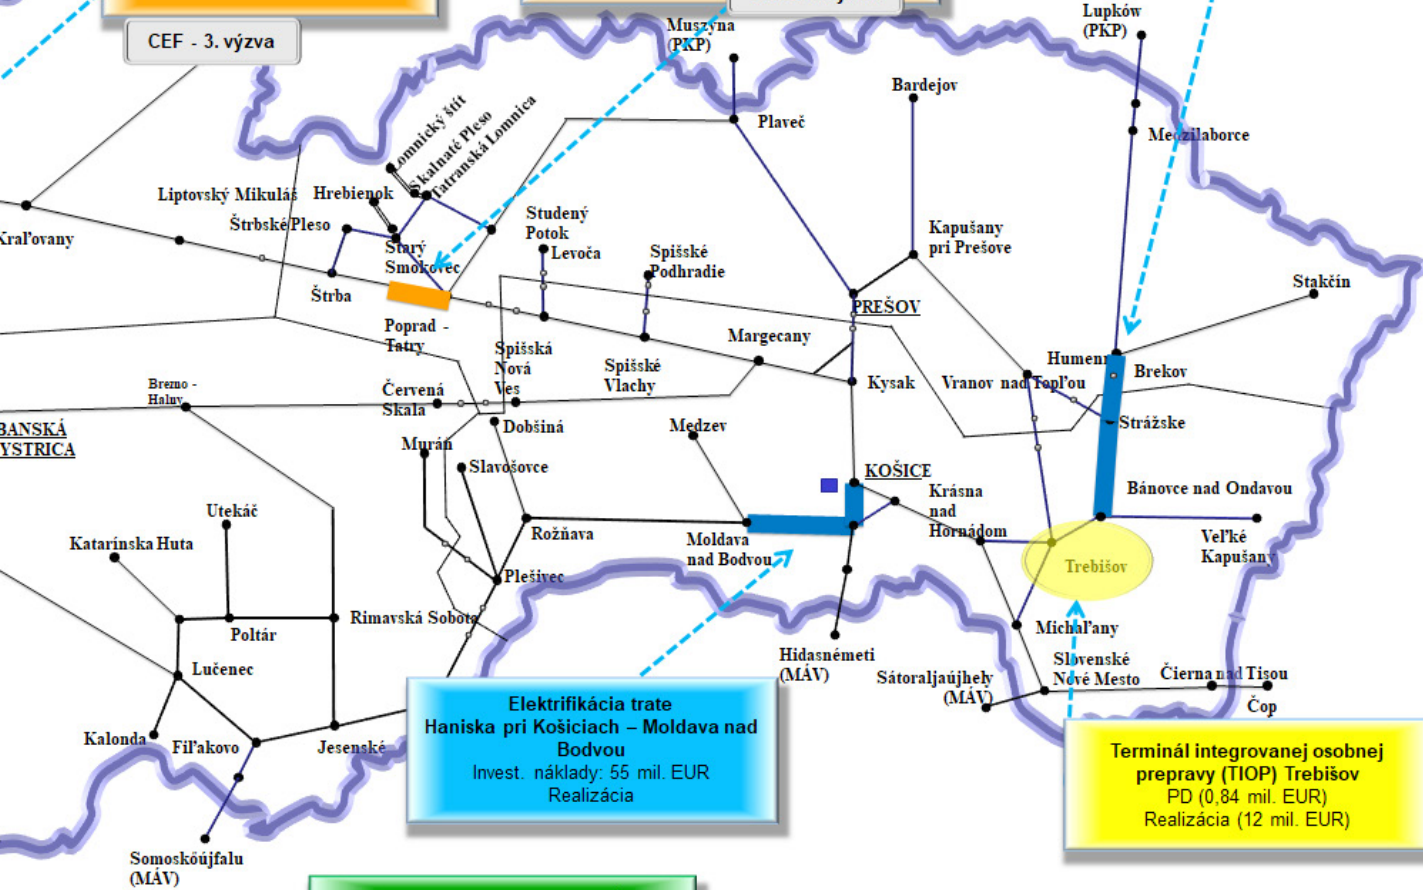 CEF - 3. výzva
Muszyna
(PKP)
Lupków
(PKP)
Bardejov
Plaveč
Medzilaborce
Lomnický štít
Skalnaté Pleso
Tatranská Lomnica
Liptovský Mikuláš
Hrebienok
Štrbské Pleso
Starý
Smokovec
Studený
Potok
Levoča
Spišské
Podhradie
Kapušany
pri Prešove
Kraľovany
Štrba
Stakčín
PREŠOV
Poprad -
Tatry
Margecany
Spišská
Nová
Ves
Spišské
Vlachy
Kysak
Brekov
Vranov nad Topľou
Brezno -
Halny
Červená
Skala
Strážske
BANSKÁ
Dobšiná
Medzev
Murán
Slavošovce
KOŠICE
Krásna
nad
Hornádom
Bánovce nad Ondavou
Utekáč
Katarínska Huta
Rožňava
Moldava
nad Bodvou
Veľké
Kapušany
Plešivec
Trebišov
Rimavská Sobota
Poltár
Michaľany
Lučenec
Hidasnémeti
(MÁV)
Sátoraljaújhely
(MÁV)
Slovenské
Nové Mesto
Čierna nad Tisou
Čop
Kalonda
Fiľakovo
Jesenské
Elektrifikácia trate
Haniska pri Košiciach – Moldava nad
Bodvou
Invest. náklady: 55 mil. EUR
Realizácia
Terminál integrovanej osobnej
prepravy (TIOP) Trebišov
PD (0,84 mil. EUR)
Realizácia (12 mil. EUR)
Somoskőújfalu
(MÁV)